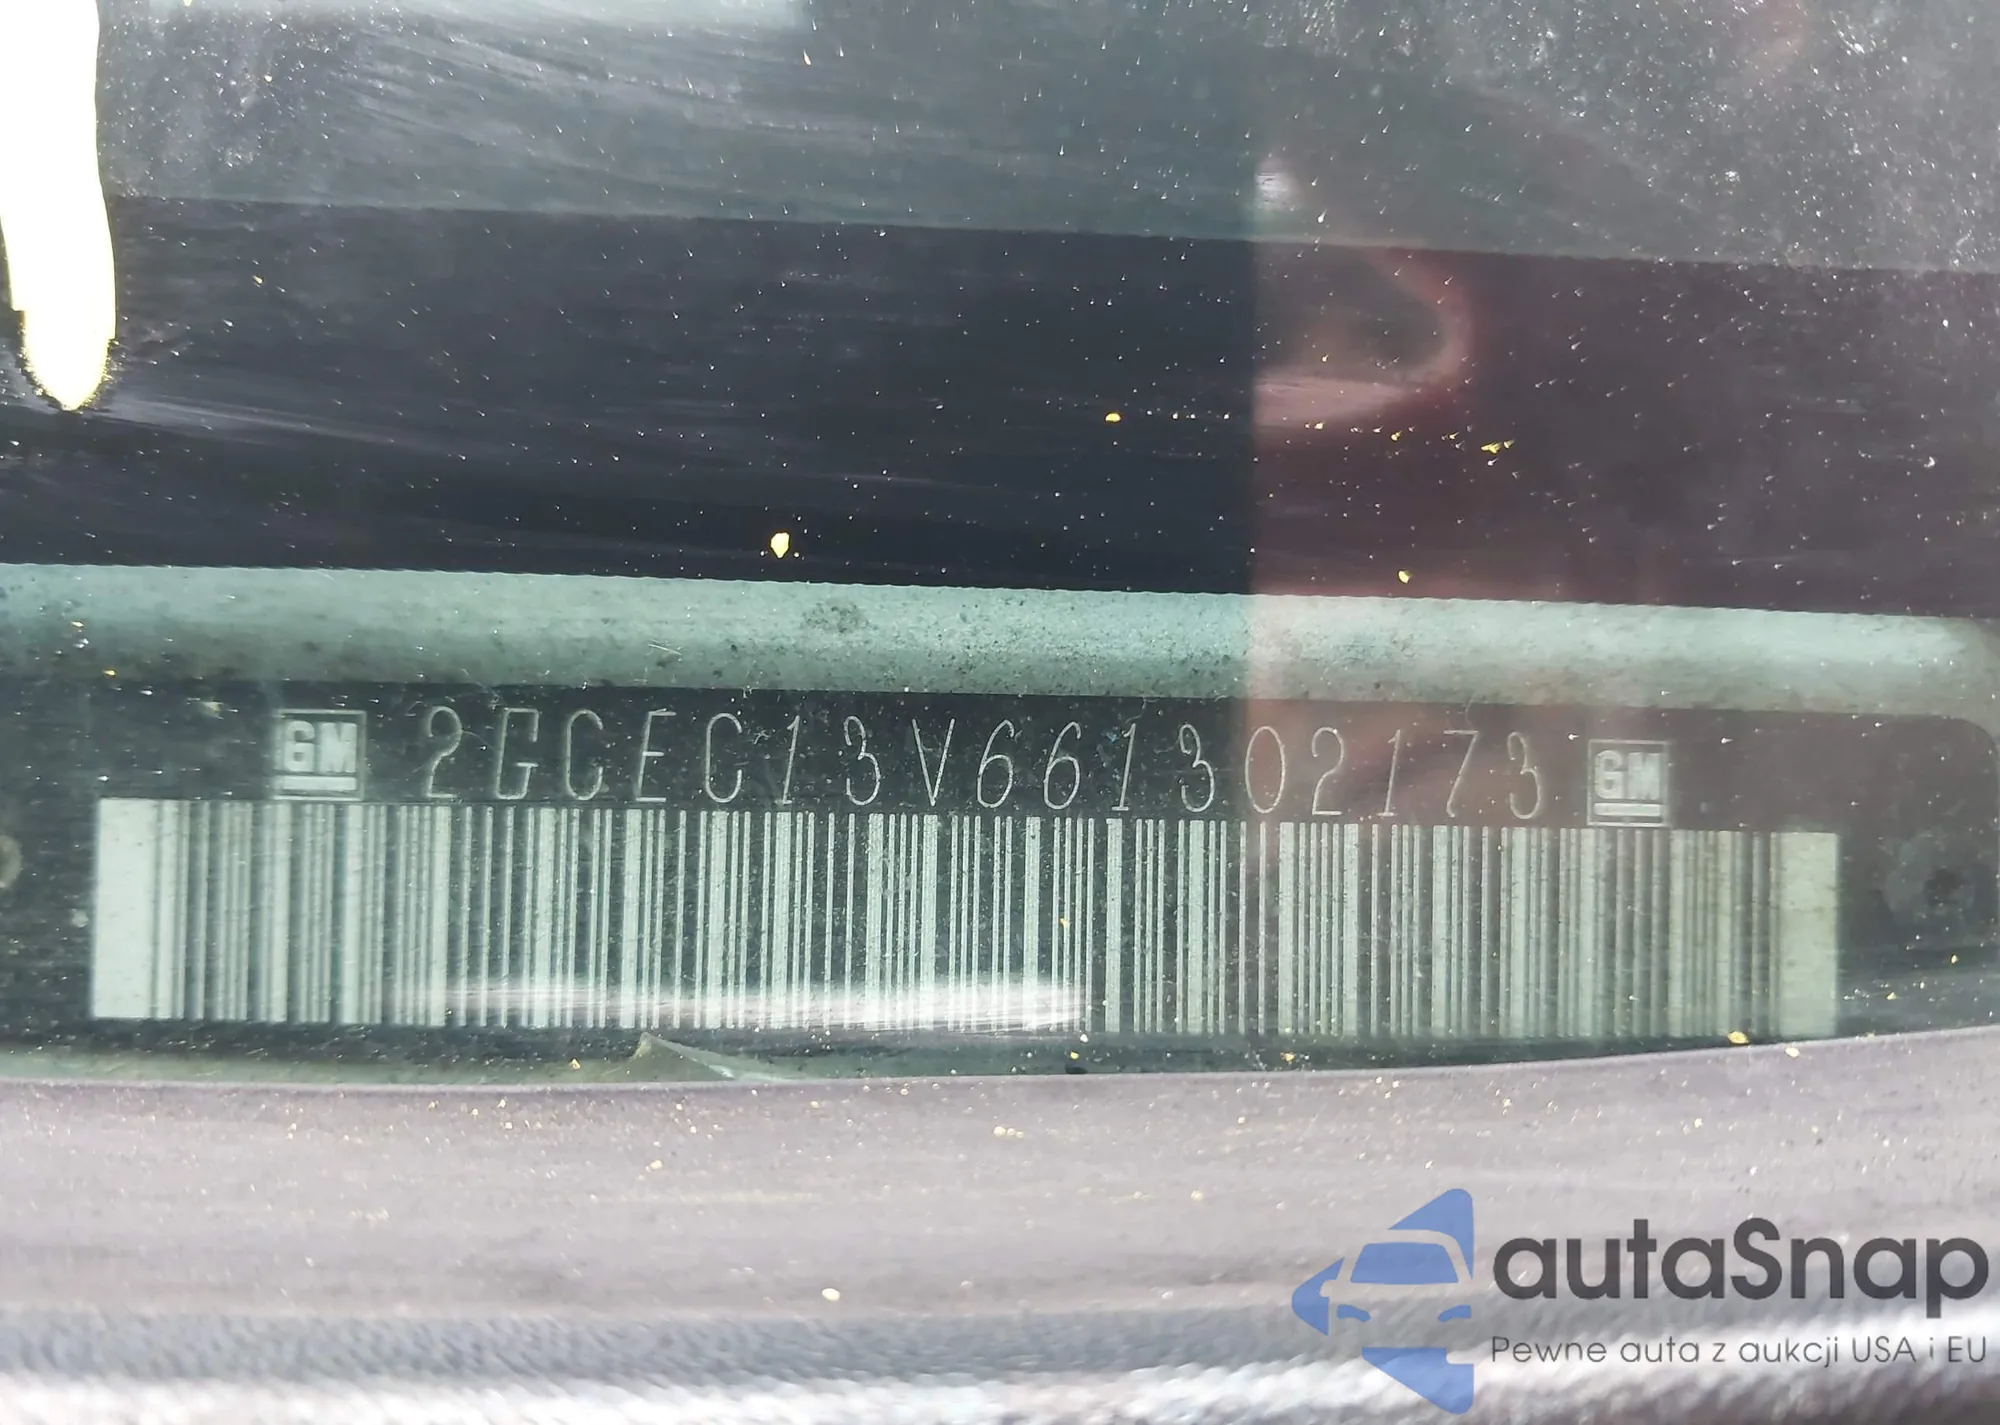 GM 2GCEC13V661302173 GM
autaSnap
Pewne auta z aukcji USA i EU